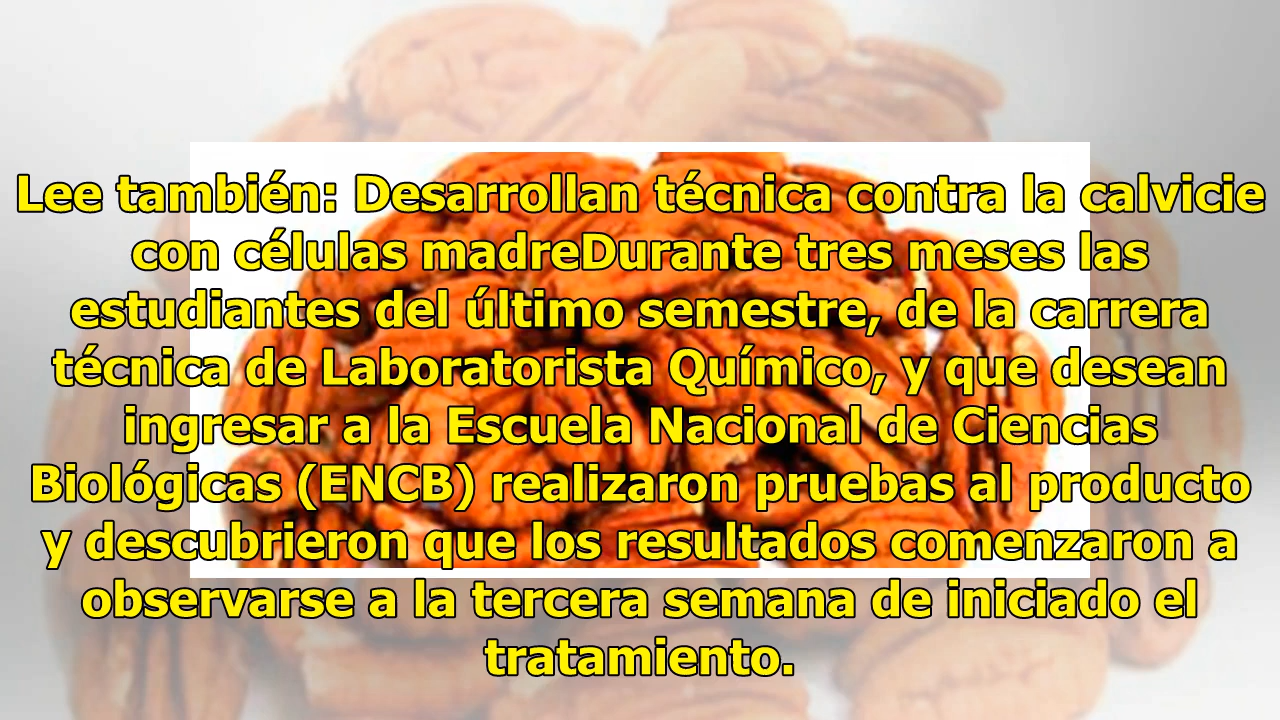 Lee también: Desarrollan técnica contra la calvicie
con células madreDurante tres meses las
estudiantes del último semestre, de la carrera
técnica de Laboratorista Químico, y que desean
ingresar a la Escuela Nacional de Ciencias
Biológicas (ENCB) realizaron pruebas al producto
y descubrieron que los resultados comenzaron a
observarse a la tercera semana de iniciado el
tratamiento.